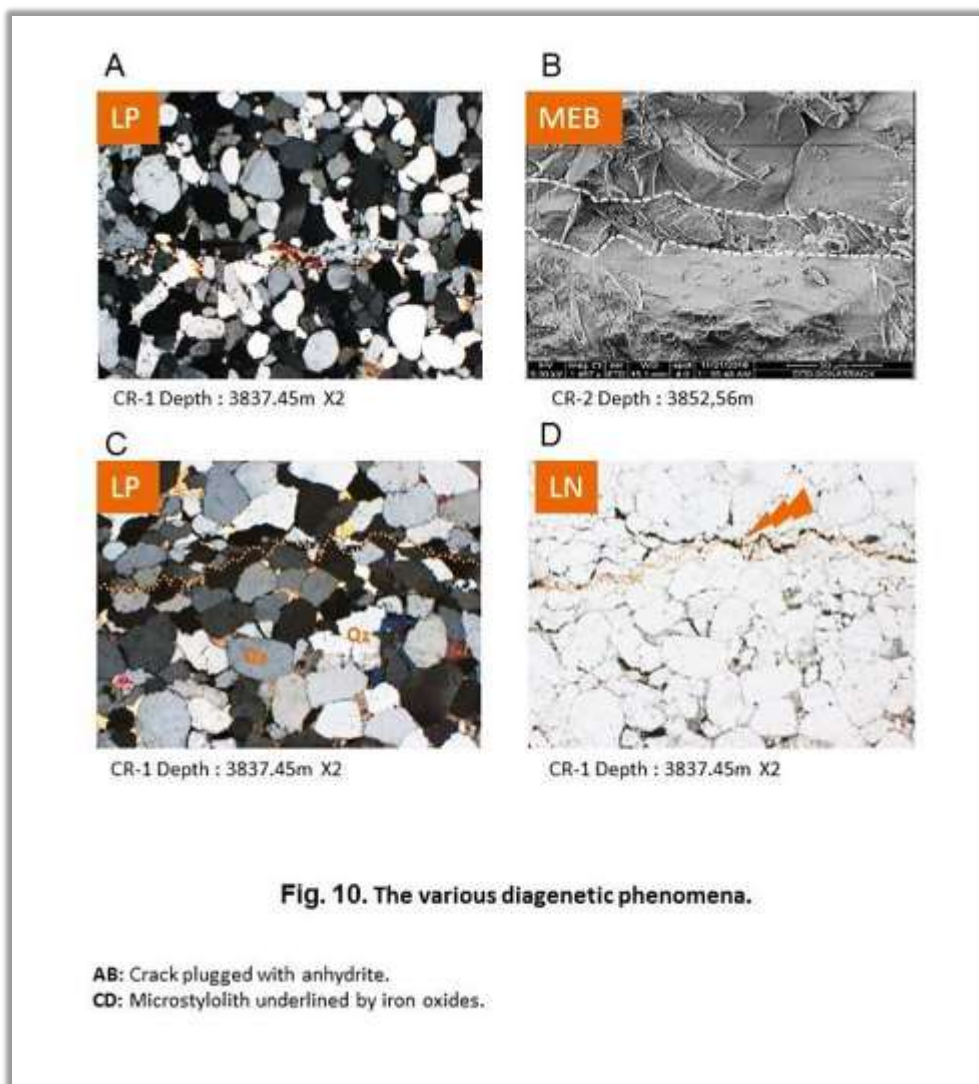 A
B
LP
MEB
CR-1 Depth : 3837.45m X2
CR-2 Depth : 3852,56m
C
D
LP
LN
Qz
Qz
CR-1 Depth : 3837.45m X2
CR-1 Depth : 3837.45m X2
Fig. 10. The various diagenetic phenomena.
AB: Crack plugged with anhydrite.
CD: Microstylolith underlined by iron oxides.